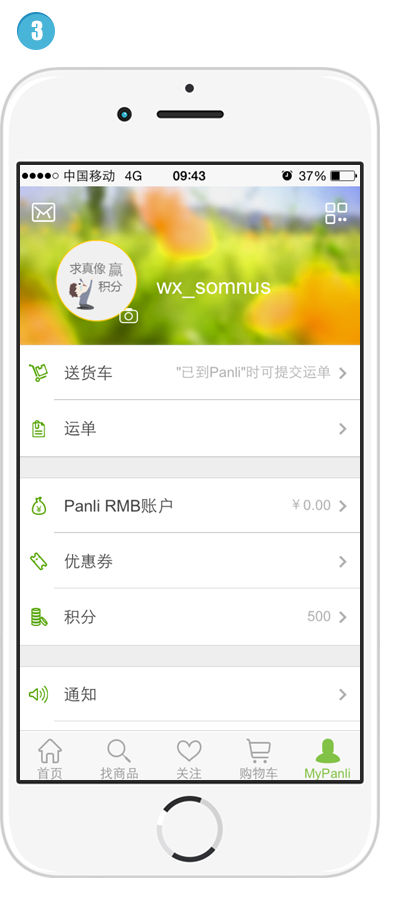 3
中国移动 4G 09:43 37%
求真像 赢
积分
wx_somnus
送货车 "已到Panli"时可提交运单
运单
Panli RMB账户 ¥0.00
优惠券
积分 500
通知
首页 找商品 关注 购物车 MyPanli